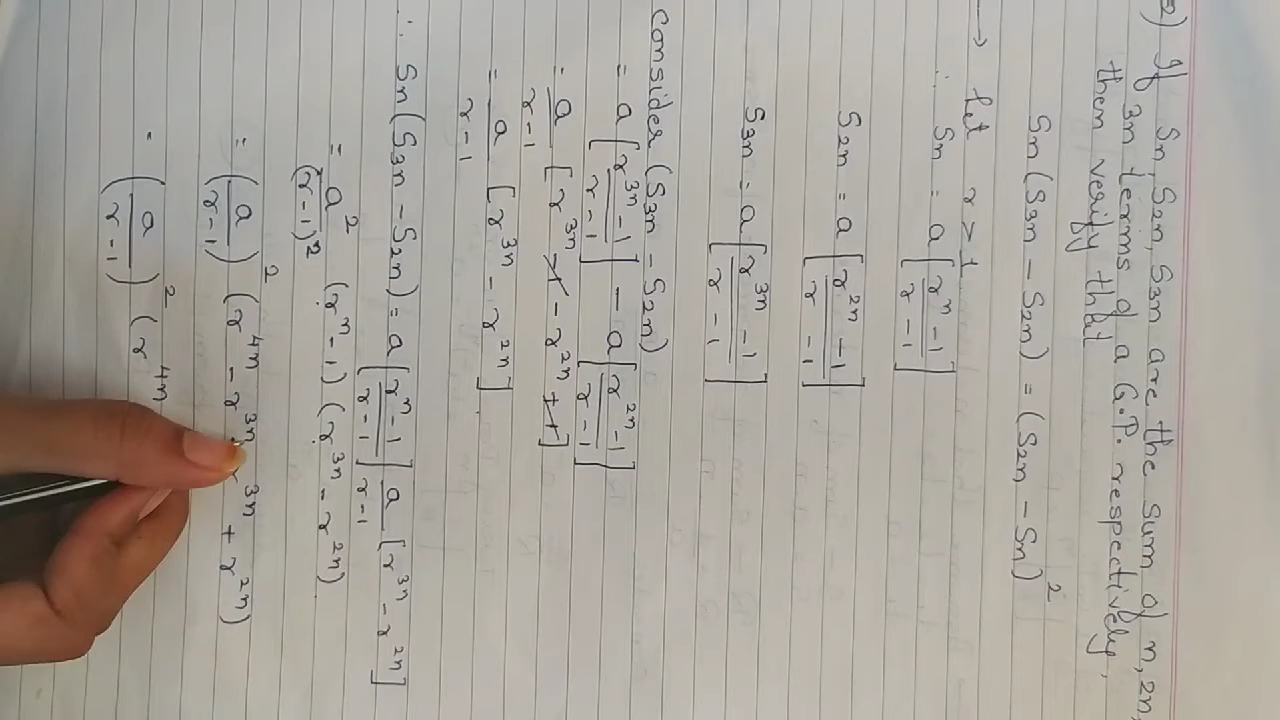 2) If Sn, S2n, S3n are the sum of n, 2n,
3n terms of a G.P. respectively,
then verify that
Sn(S3n - S2n) = (S2n - Sn)²
→ let r > 1
∴ Sn = a[(rⁿ - 1)/(r - 1)]
S2n = a[(r²ⁿ - 1)/(r - 1)]
S3n = a[(r³ⁿ - 1)/(r - 1)]
consider (S3n - S2n)
= a[(r³ⁿ - 1)/(r - 1)] - a[(r²ⁿ - 1)/(r - 1)]
= a/(r - 1) [r³ⁿ - 1 - r²ⁿ + 1]
= a/(r - 1) [r³ⁿ - r²ⁿ]
∴ Sn(S3n - S2n) = a[(rⁿ - 1)/(r - 1)] a/(r - 1) [r³ⁿ - r²ⁿ]
= a²/(r - 1)² (rⁿ - 1)(r³ⁿ - r²ⁿ)
= (a/(r - 1))² (r⁴ⁿ - r³ⁿ r³ⁿ + r²ⁿ)
= (a/(r - 1))² (r⁴ⁿ